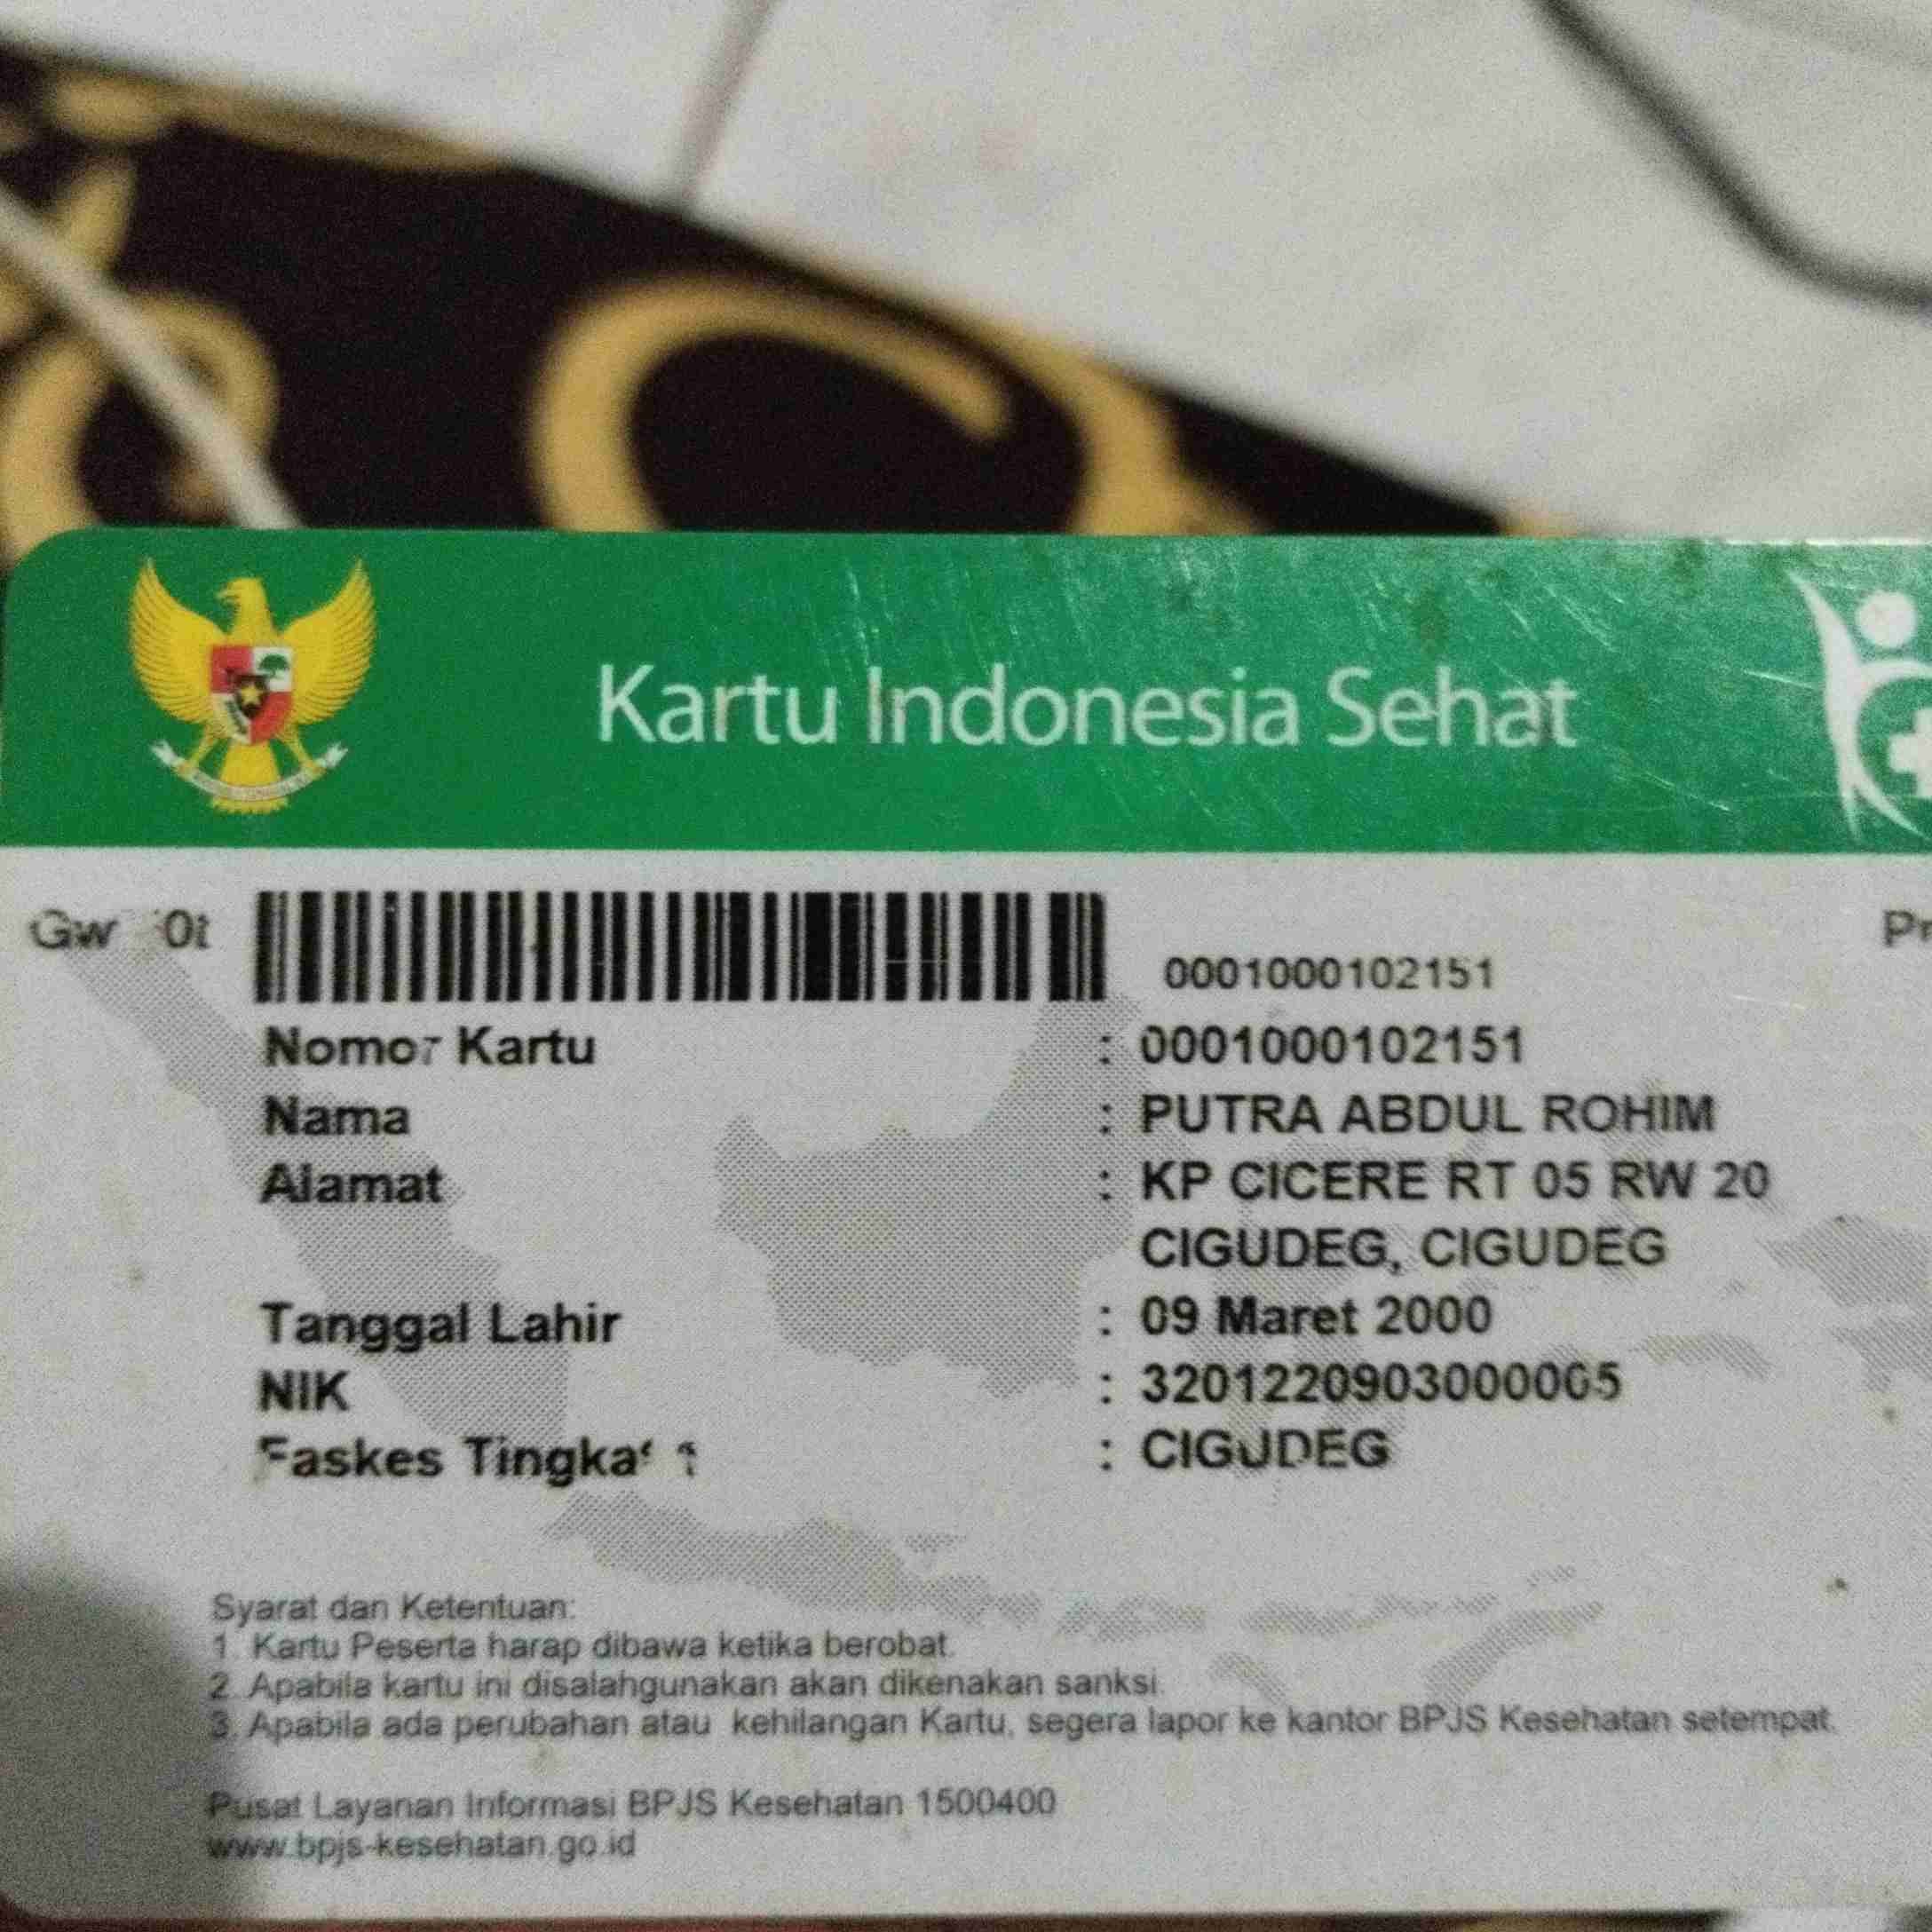 Kartu Indonesia Sehat
0001000102151
Nomor Kartu : 0001000102151
Nama : PUTRA ABDUL ROHIM
Alamat : KP CICERE RT 05 RW 20
CIGUDEG, CIGUDEG
Tanggal Lahir : 09 Maret 2000
NIK : 3201220903000005
Faskes Tingkat 1 : CIGUDEG
Syarat dan Ketentuan:
1. Kartu Peserta harap dibawa ketika berobat.
2. Apabila kartu ini disalahgunakan akan dikenakan sanksi.
3. Apabila ada perubahan atau kehilangan Kartu, segera lapor ke kantor BPJS Kesehatan setempat.
Pusat Layanan Informasi BPJS Kesehatan 1500400
www.bpjs-kesehatan.go.id